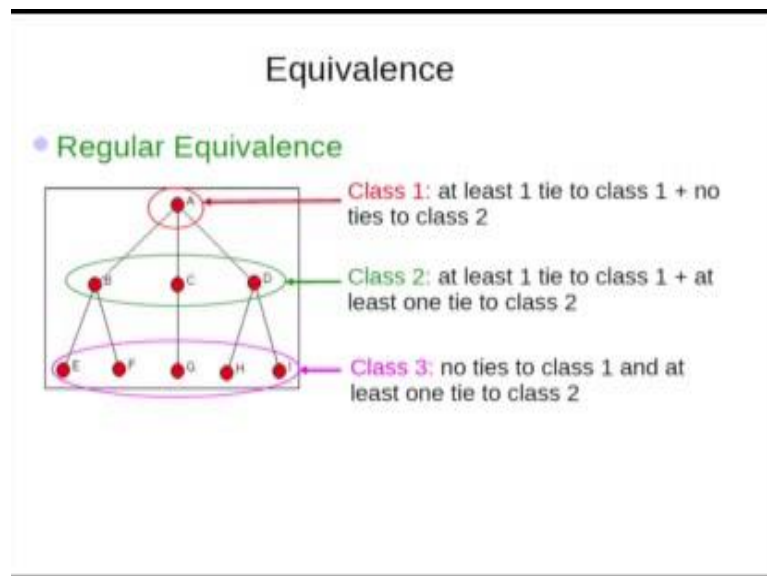 Equivalence
Regular Equivalence
Class 1: at least 1 tie to class 1 + no
ties to class 2
A
B
C
D
Class 2: at least 1 tie to class 1 + at
least one tie to class 2
E
F
G
H
I
Class 3: no ties to class 1 and at
least one tie to class 2